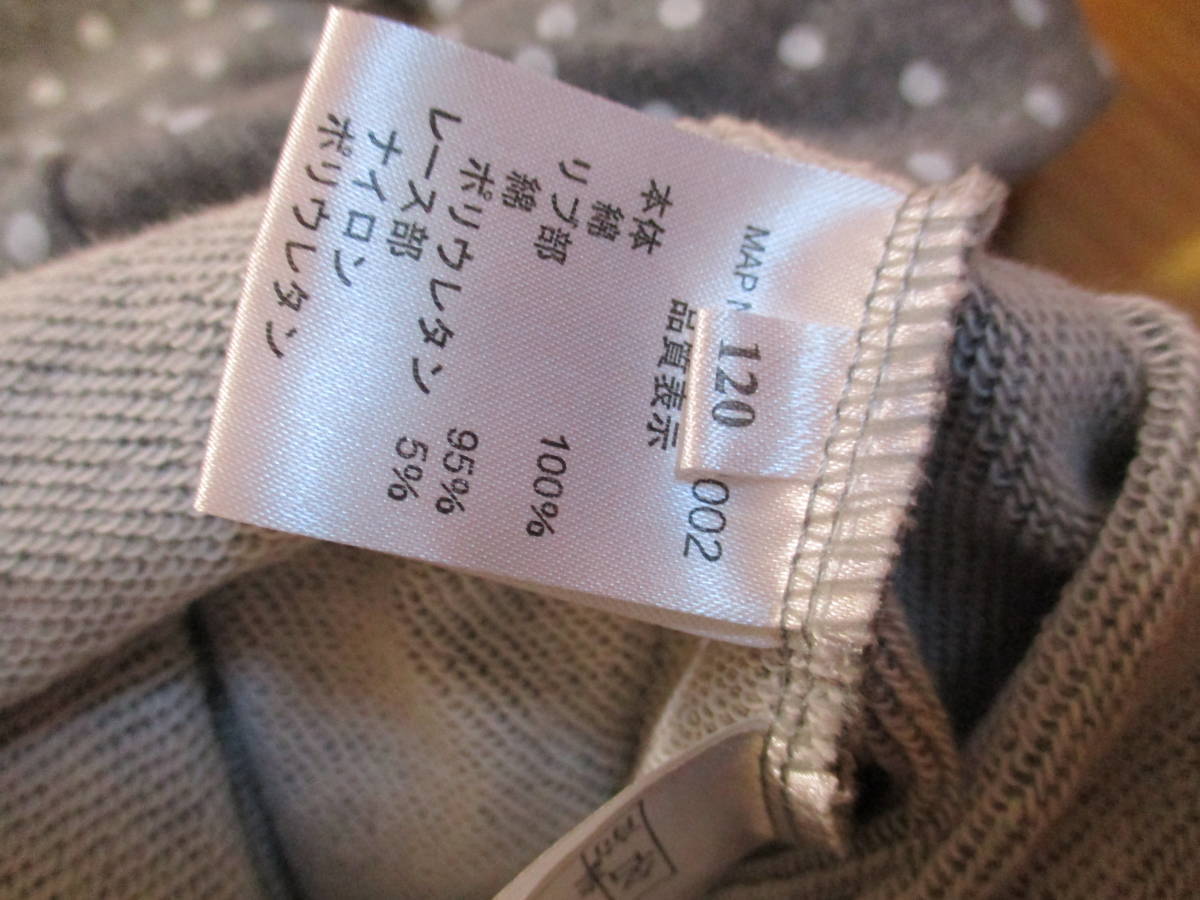 MAP N
120
002
品質表示
本体
綿 100%
リブ部
綿 95%
ポリウレタン 5%
レース部
ナイロン
ポリウレタン